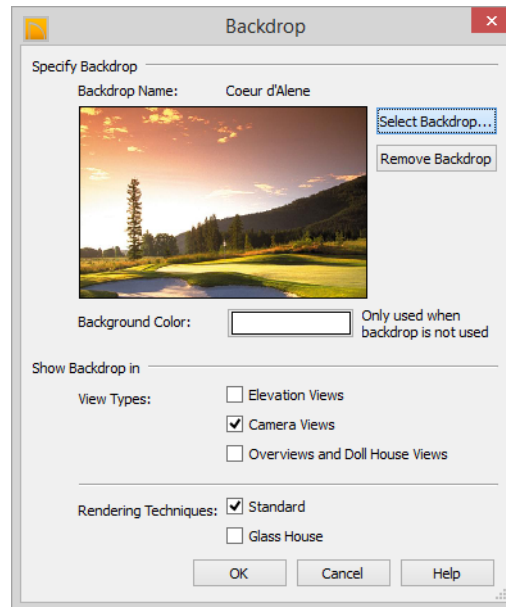 Backdrop
Specify Backdrop
Backdrop Name: Coeur d'Alene
Select Backdrop...
Remove Backdrop
Background Color:
Only used when
backdrop is not used
Show Backdrop in
View Types:
Elevation Views
Camera Views
Overviews and Doll House Views
Rendering Techniques:
Standard
Glass House
OK Cancel Help